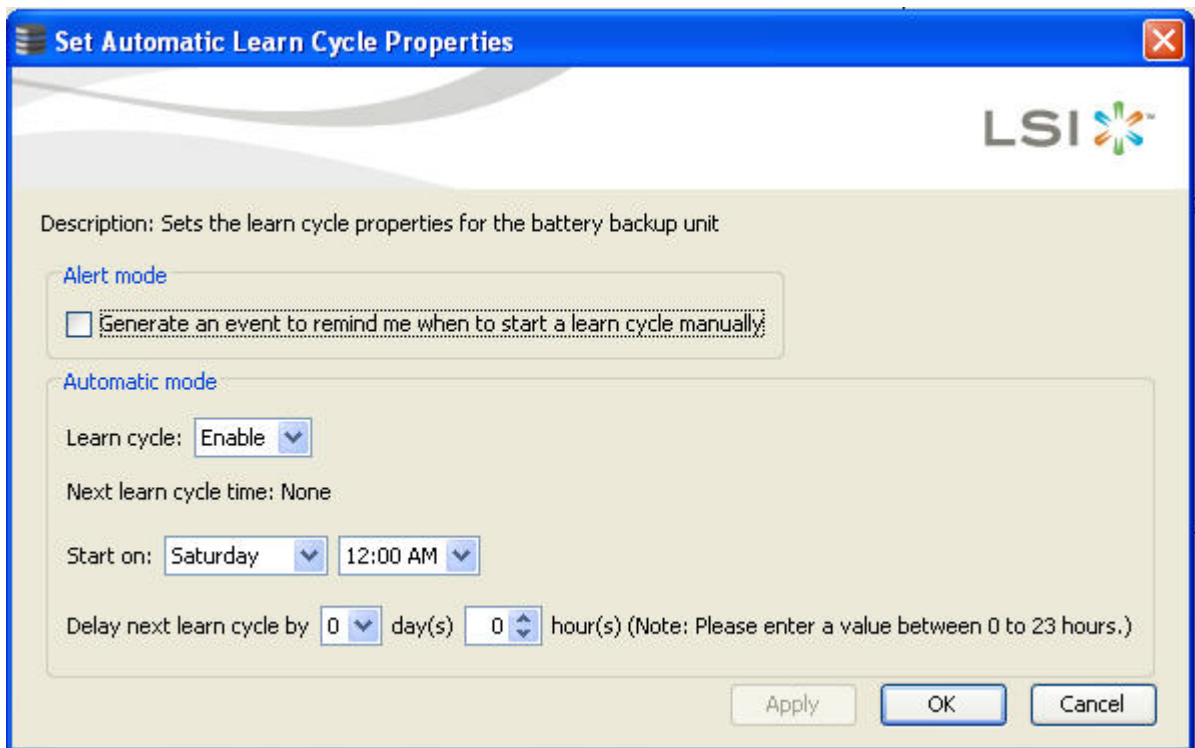 Set Automatic Learn Cycle Properties
LSI™
Description: Sets the learn cycle properties for the battery backup unit
Alert mode
Generate an event to remind me when to start a learn cycle manually
Automatic mode
Learn cycle: Enable
Next learn cycle time: None
Start on: Saturday 12:00 AM
Delay next learn cycle by 0 day(s) 0 hour(s) (Note: Please enter a value between 0 to 23 hours.)
Apply OK Cancel